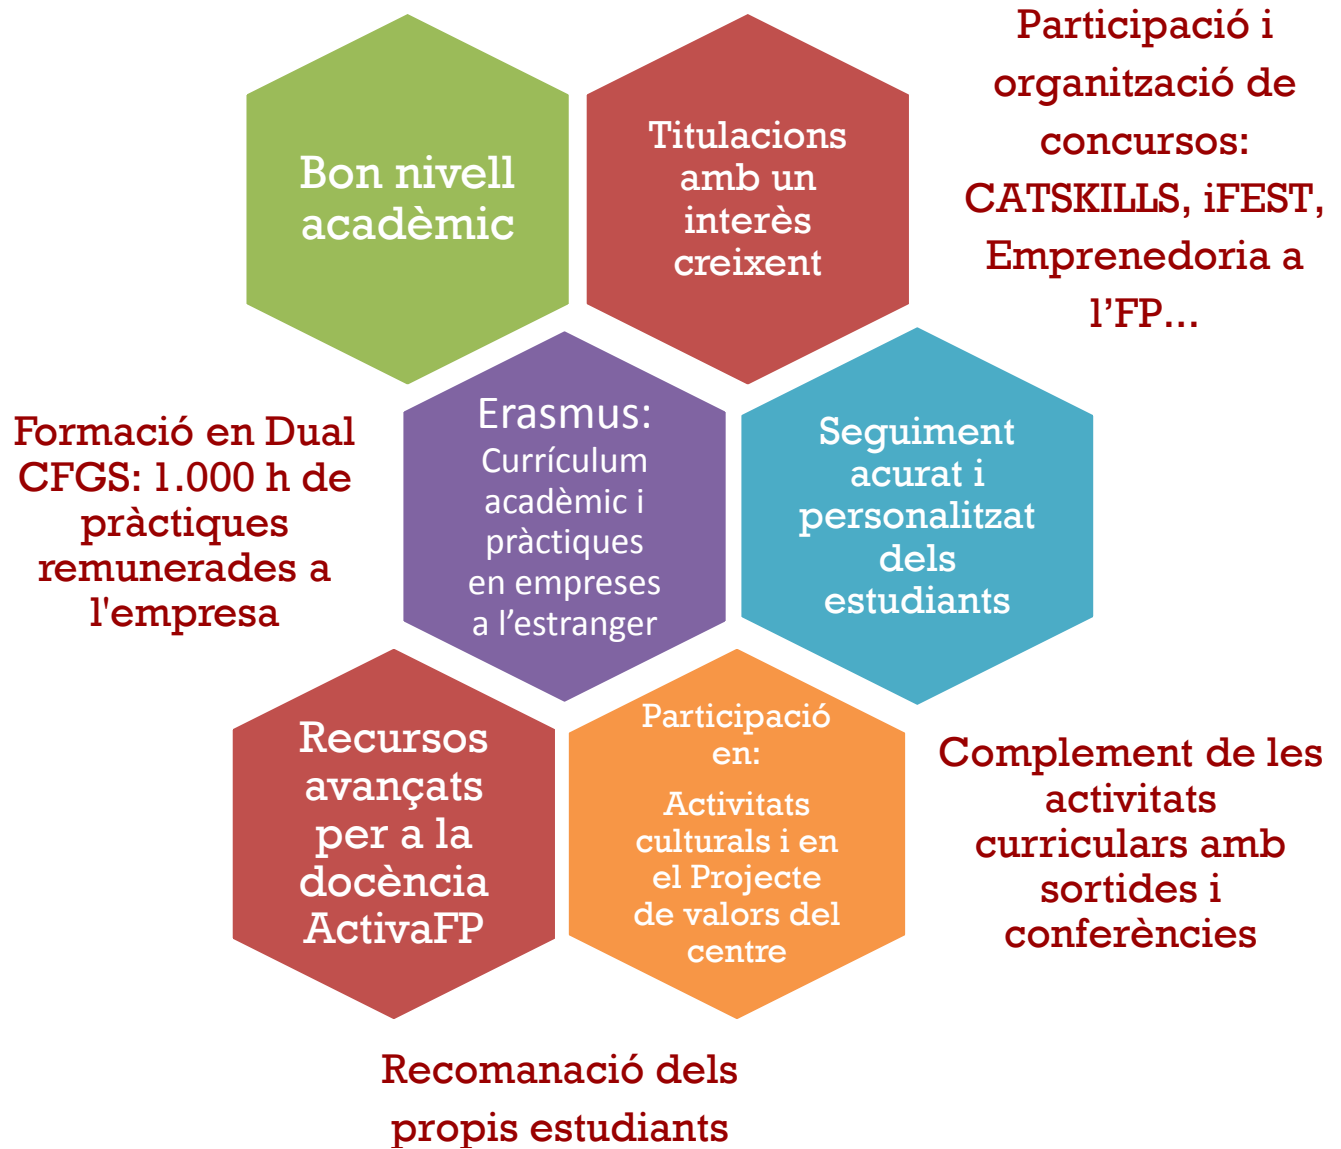 Bon nivell
acadèmic
Titulacions
amb un
interès
creixent
Participació i
organització de
concursos:
CATSKILLS, iFEST,
Emprenedoria a
l’FP...
Formació en Dual
CFGS: 1.000 h de
pràctiques
remunerades a
l'empresa
Erasmus:
Currículum
acadèmic i
pràctiques
en empreses
a l’estranger
Seguiment
acurat i
personalitzat
dels
estudiants
Recursos
avançats
per a la
docència
ActivaFP
Participació
en:
Activitats
culturals i en
el Projecte
de valors del
centre
Complement de les
activitats
curriculars amb
sortides i
conferències
Recomanació dels
propis estudiants